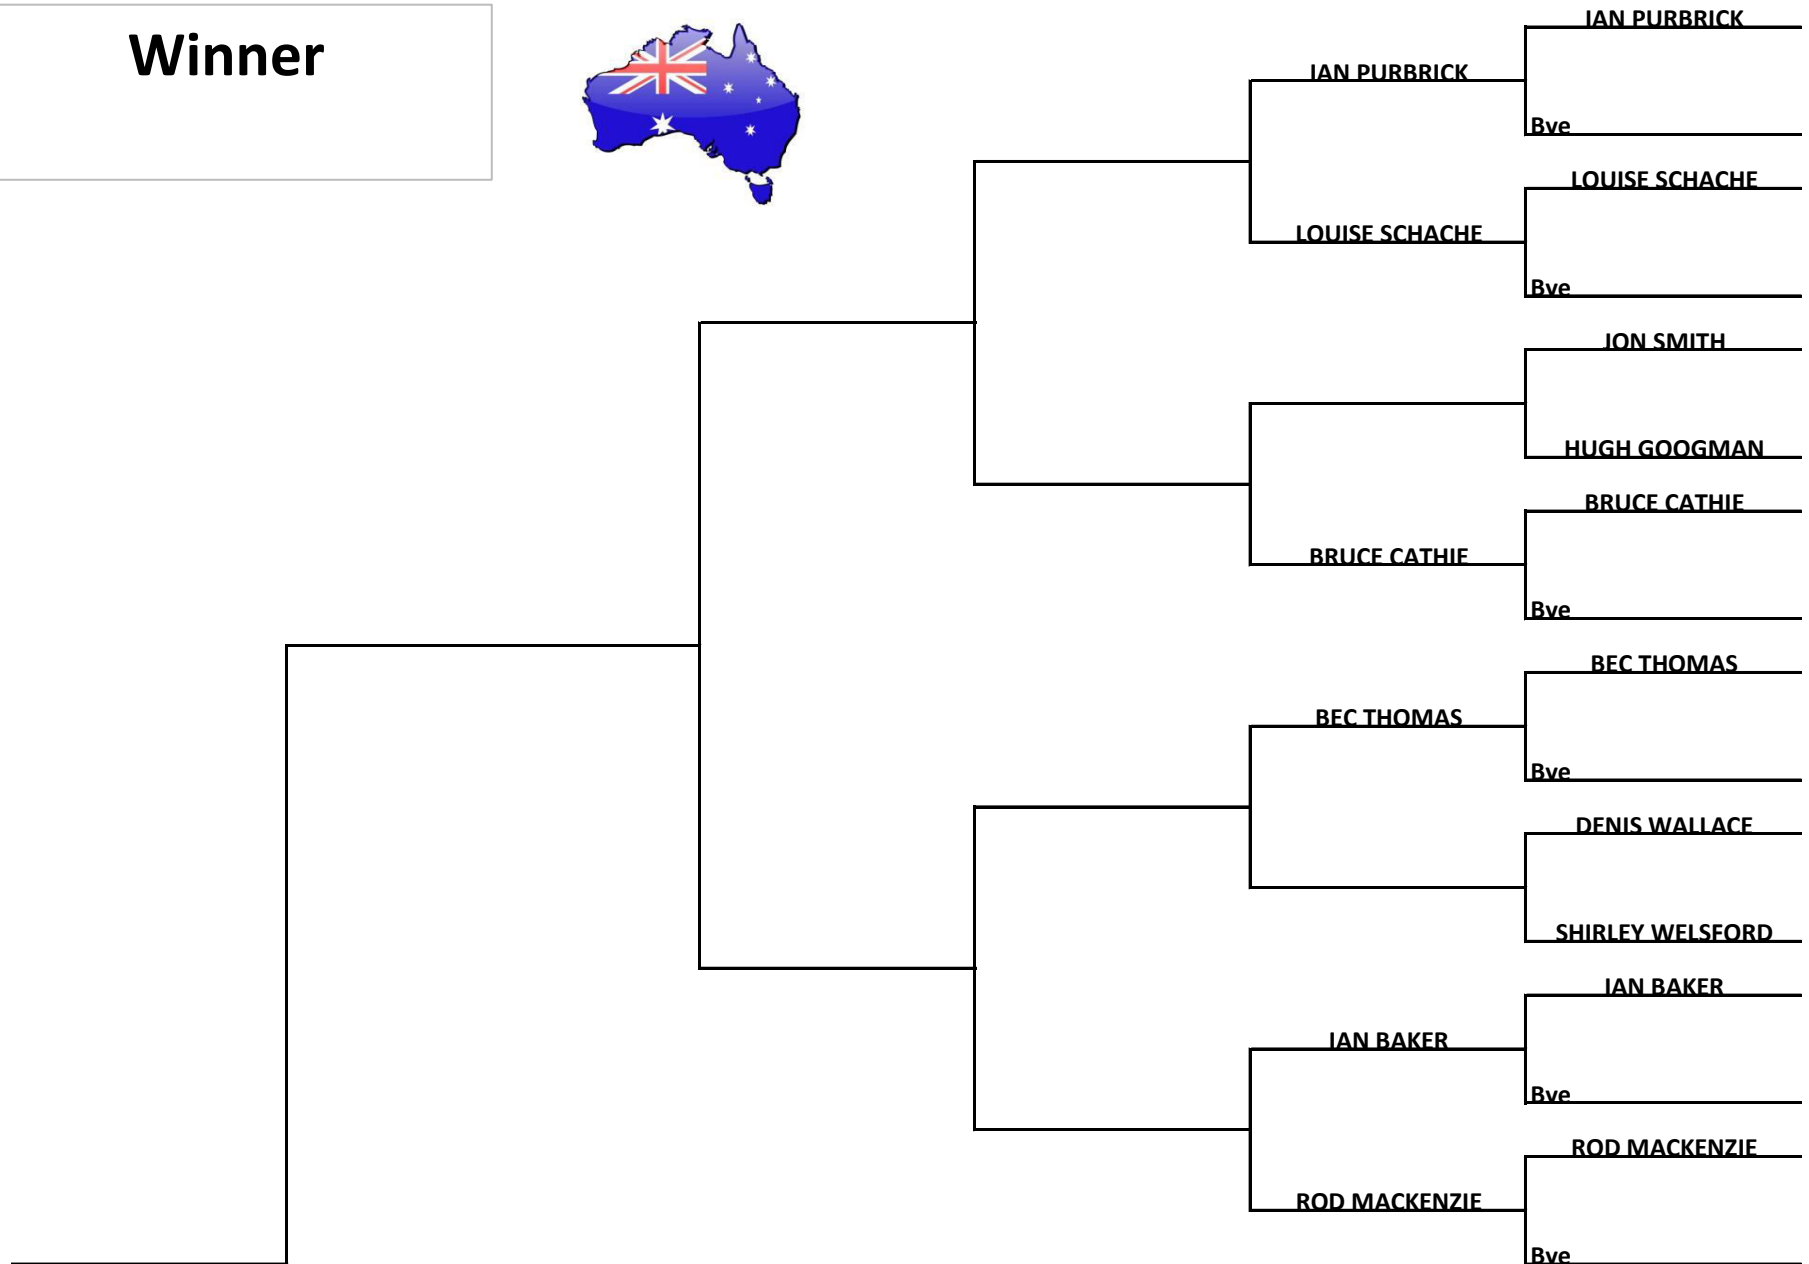 Winner
IAN PURBRICK
IAN PURBRICK
Bye
LOUISE SCHACHE
LOUISE SCHACHE
Bye
JON SMITH
HUGH GOOGMAN
BRUCE CATHIE
BRUCE CATHIE
Bye
BEC THOMAS
BEC THOMAS
Bye
DENIS WALLACE
SHIRLEY WELSFORD
IAN BAKER
IAN BAKER
Bye
ROD MACKENZIE
ROD MACKENZIE
Bye